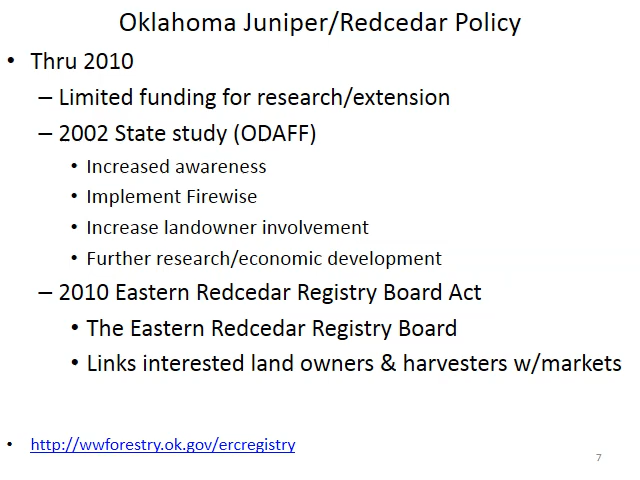 Oklahoma Juniper/Redcedar Policy
• Thru 2010
– Limited funding for research/extension
– 2002 State study (ODAFF)
• Increased awareness
• Implement Firewise
• Increase landowner involvement
• Further research/economic development
– 2010 Eastern Redcedar Registry Board Act
• The Eastern Redcedar Registry Board
• Links interested land owners & harvesters w/markets
• http://wwforestry.ok.gov/ercregistry
7